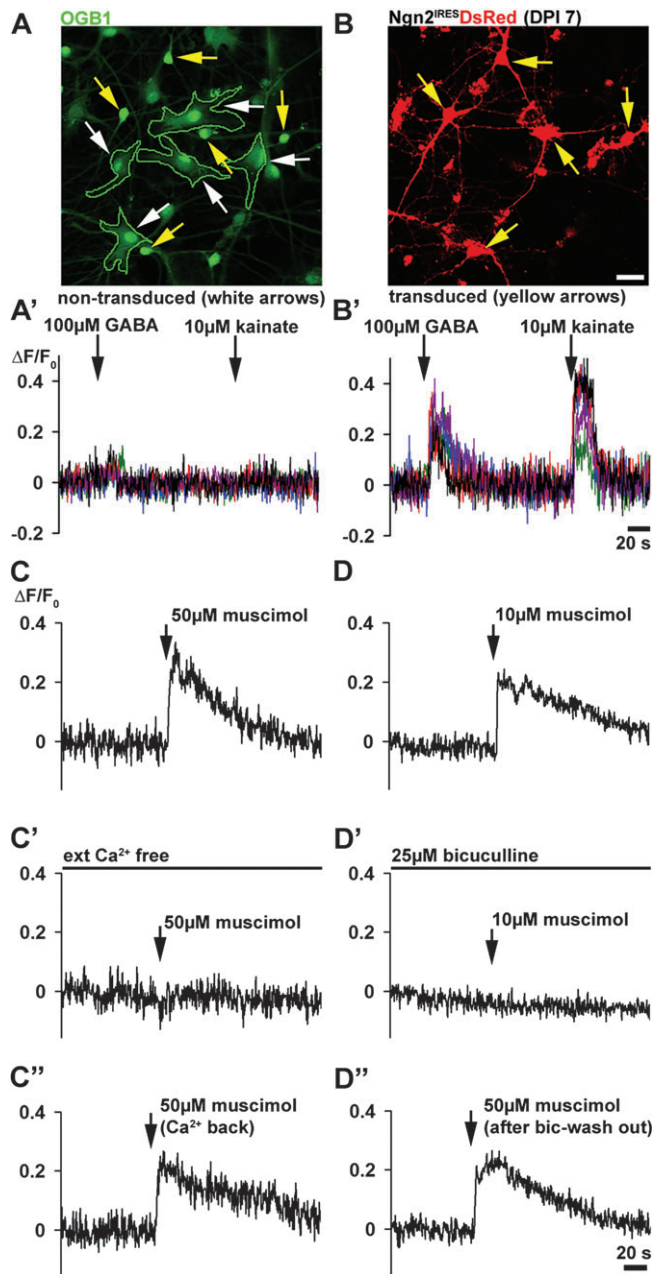 A OGB1
B Ngn2ᴵᴿᴱˢDsRed (DPI 7)
non-transduced (white arrows)
transduced (yellow arrows)
A'
100µM GABA 10µM kainate
ΔF/F₀
0.4
0.2
0
-0.2
B'
100µM GABA 10µM kainate
0.4
0.2
0
-0.2
20 s
C
ΔF/F₀
50µM muscimol
0.4
0.2
0
D
10µM muscimol
0.4
0.2
0
C'
ext Ca²⁺ free
0.4
50µM muscimol
0.2
0
D'
25µM bicuculline
0.4
10µM muscimol
0.2
0
C''
50µM muscimol
(Ca²⁺ back)
0.4
0.2
0
D''
50µM muscimol
(after bic-wash out)
0.4
0.2
0
20 s